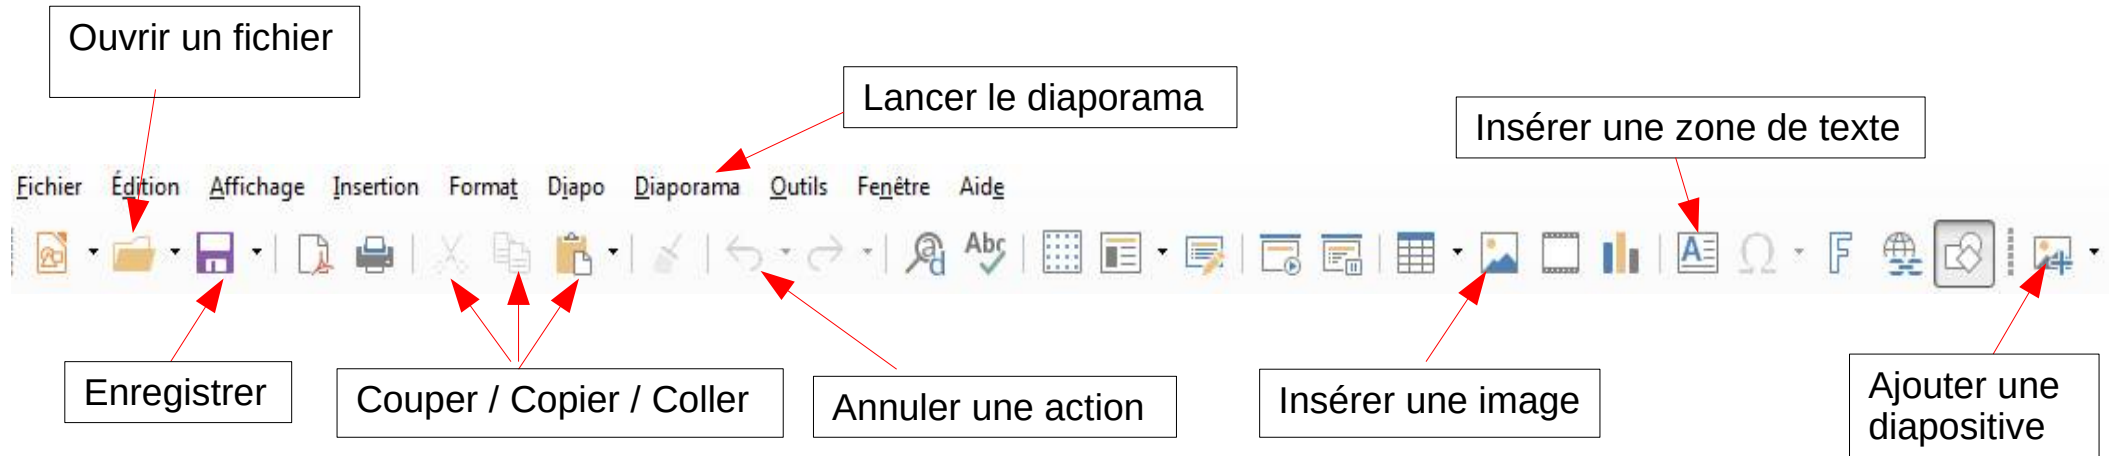 Ouvrir un fichier
Lancer le diaporama
Insérer une zone de texte
Fichier Édition Affichage Insertion Format Diapo Diaporama Outils Fenêtre Aide
Abc
Enregistrer
Couper / Copier / Coller
Annuler une action
Insérer une image
Ajouter une
diapositive